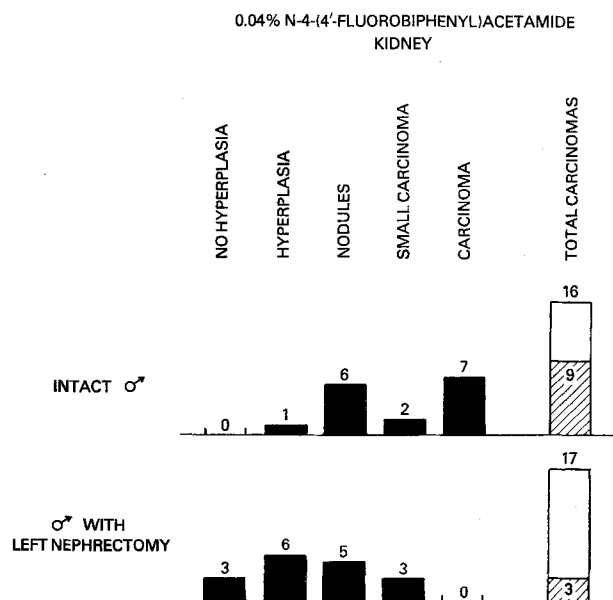 0.04% N-4-(4′-FLUOROBIPHENYL)ACETAMIDE
KIDNEY
NO HYPERPLASIA
HYPERPLASIA
NODULES
SMALL CARCINOMA
CARCINOMA
TOTAL CARCINOMAS
INTACT ♂
0
1
6
2
7
16
9
♂ WITH
LEFT NEPHRECTOMY
3
6
5
3
0
17
3